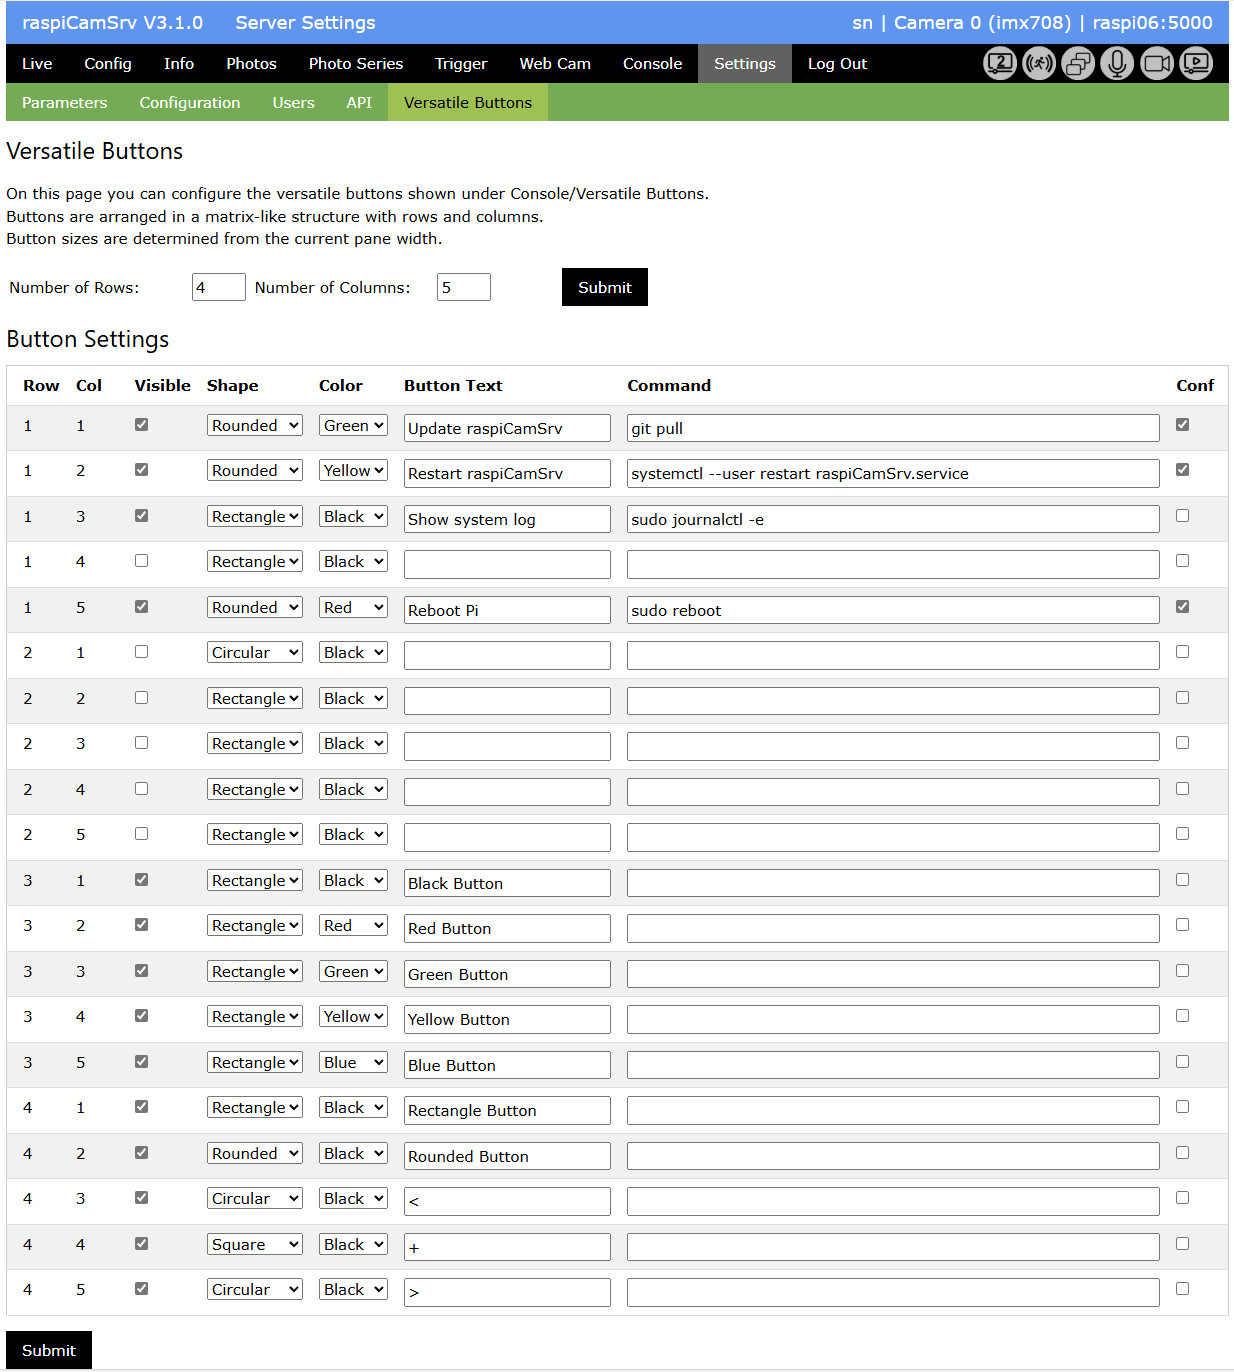 raspiCamSrv V3.1.0 Server Settings sn | Camera 0 (imx708) | raspi06:5000
Live Config Info Photos Photo Series Trigger Web Cam Console Settings Log Out 2
Parameters Configuration Users API Versatile Buttons
Versatile Buttons
On this page you can configure the versatile buttons shown under Console/Versatile Buttons.
Buttons are arranged in a matrix-like structure with rows and columns.
Button sizes are determined from the current pane width.
Number of Rows: 4 Number of Columns: 5 Submit
Button Settings
Row Col Visible Shape Color Button Text Command Conf
1 1 Rounded Green Update raspiCamSrv git pull
1 2 Rounded Yellow Restart raspiCamSrv systemctl --user restart raspiCamSrv.service
1 3 Rectangle Black Show system log sudo journalctl -e
1 4 Rectangle Black
1 5 Rounded Red Reboot Pi sudo reboot
2 1 Circular Black
2 2 Rectangle Black
2 3 Rectangle Black
2 4 Rectangle Black
2 5 Rectangle Black
3 1 Rectangle Black Black Button
3 2 Rectangle Red Red Button
3 3 Rectangle Green Green Button
3 4 Rectangle Yellow Yellow Button
3 5 Rectangle Blue Blue Button
4 1 Rectangle Black Rectangle Button
4 2 Rounded Black Rounded Button
4 3 Circular Black <
4 4 Square Black +
4 5 Circular Black >
Submit